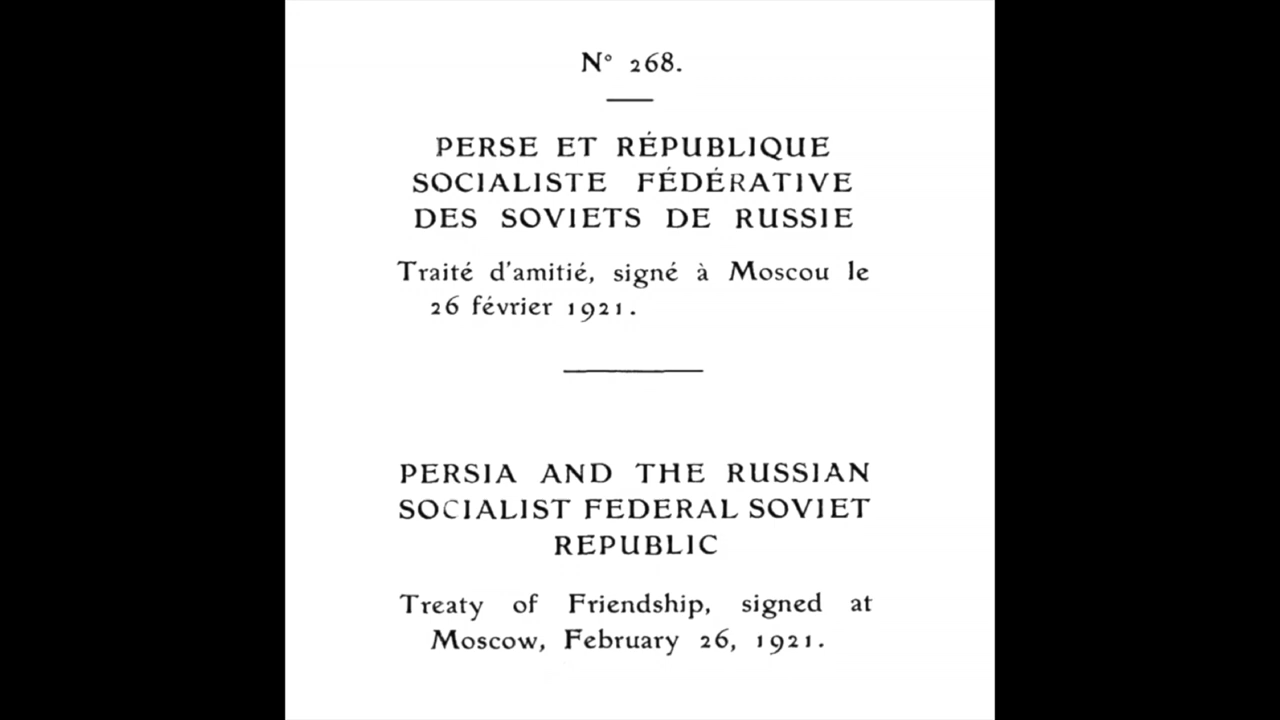 N° 268.
PERSE ET RÉPUBLIQUE
SOCIALISTE FÉDÉRATIVE
DES SOVIETS DE RUSSIE
Traité d'amitié, signé à Moscou le
26 février 1921.
PERSIA AND THE RUSSIAN
SOCIALIST FEDERAL SOVIET
REPUBLIC
Treaty of Friendship, signed at
Moscow, February 26, 1921.